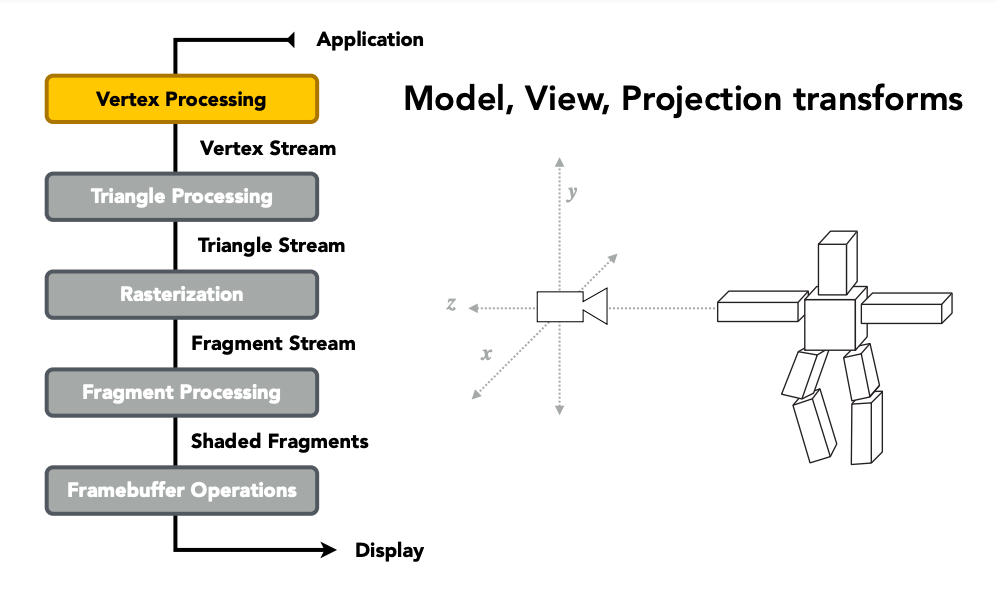 Application
Vertex Processing
Model, View, Projection transforms
Vertex Stream
Triangle Processing
Triangle Stream
Rasterization
Fragment Stream
Fragment Processing
Shaded Fragments
Framebuffer Operations
Display
y
z
x